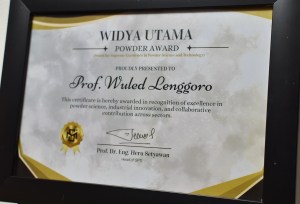 WIDYA UTAMA
POWDER AWARD
PROUDLY PRESENTED TO
Prof. Wuled Lenggoro
This certificate is hereby awarded in recognition of excellence in
powder science, industrial innovation, and collaborative
contribution across sectors.
Prof. Dr. Eng. Heru Setyawan